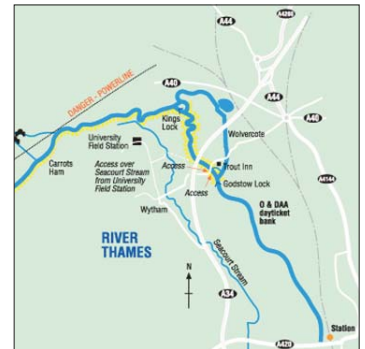 A44
A4260
DANGER - POWERLINE
A40
A44
A40
Kings
Lock
Wolvercote
University
Field Station
Carrots
Ham
Access over
Seacourt Stream
from University
Field Station
Access
Trout Inn
Godstow Lock
Access
Wytham
O & DAA
dayticket
bank
A4144
RIVER
THAMES
Seacourt Stream
N
A34
Station
A420